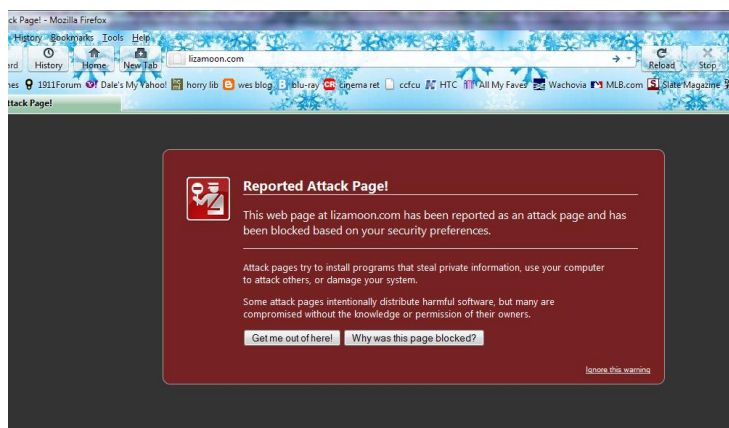 ck Page! - Mozilla Firefox
History Bookmarks Tools Help
rd History Home New Tab lizamoon.com Reload Stop
nes 1911Forum Dale's My Yahoo! horry lib wes blog blu-ray cinema ret ccfcu HTC All My Faves Wachovia MLB.com Slate Magazine
ttack Page!
Reported Attack Page!
This web page at lizamoon.com has been reported as an attack page and has
been blocked based on your security preferences.
Attack pages try to install programs that steal private information, use your computer
to attack others, or damage your system.
Some attack pages intentionally distribute harmful software, but many are
compromised without the knowledge or permission of their owners.
Get me out of here! Why was this page blocked?
Ignore this warning